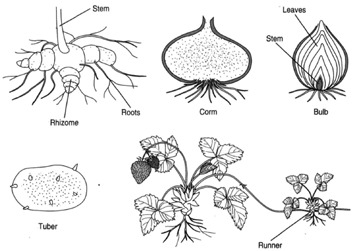 Stem
Leaves
Stem
Roots
Rhizome
Corm
Bulb
Tuber
Runner